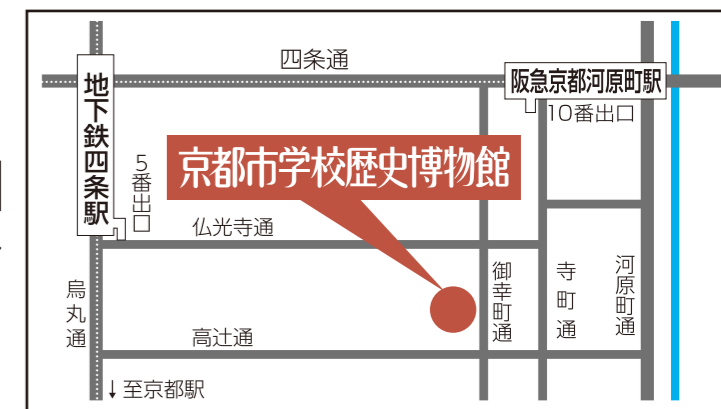 四条通
阪急京都河原町駅
10番出口
地下鉄四条駅
5番出口
京都市学校歴史博物館
仏光寺通
御幸町通
寺町通
河原町通
烏丸通
高辻通
↓至京都駅